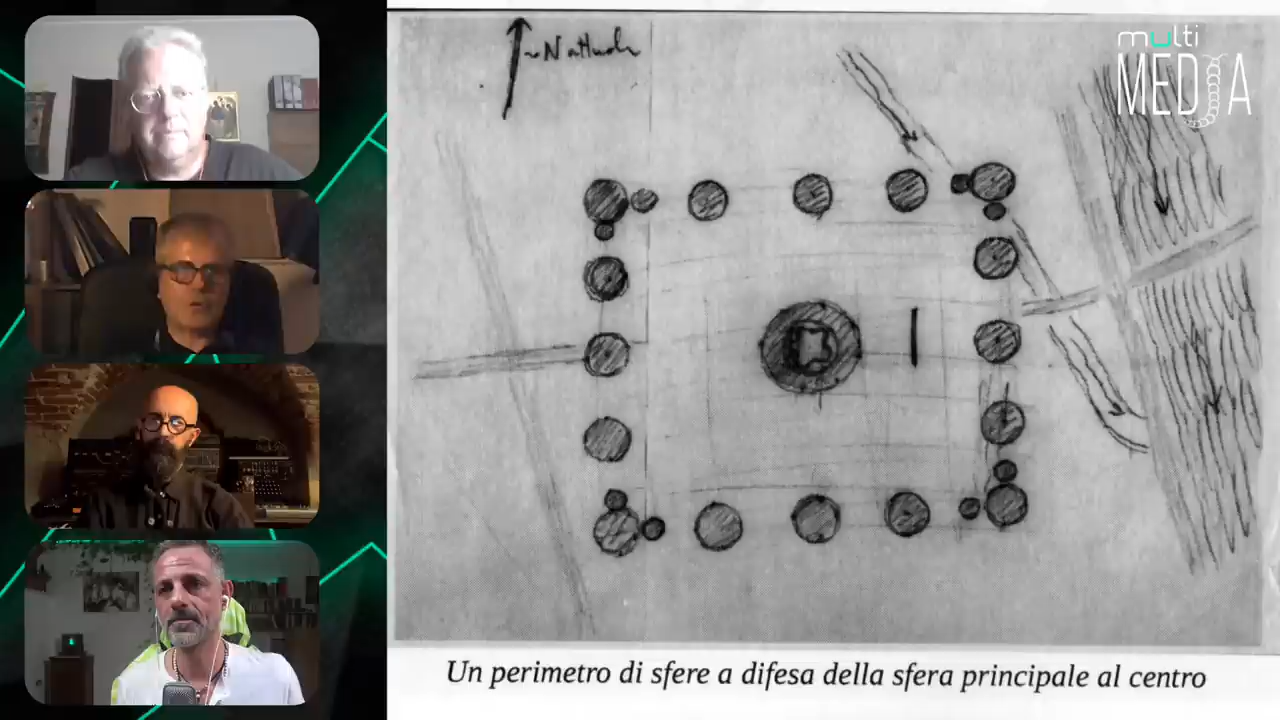 multi
MEDIA
Un perimetro di sfere a difesa della sfera principale al centro